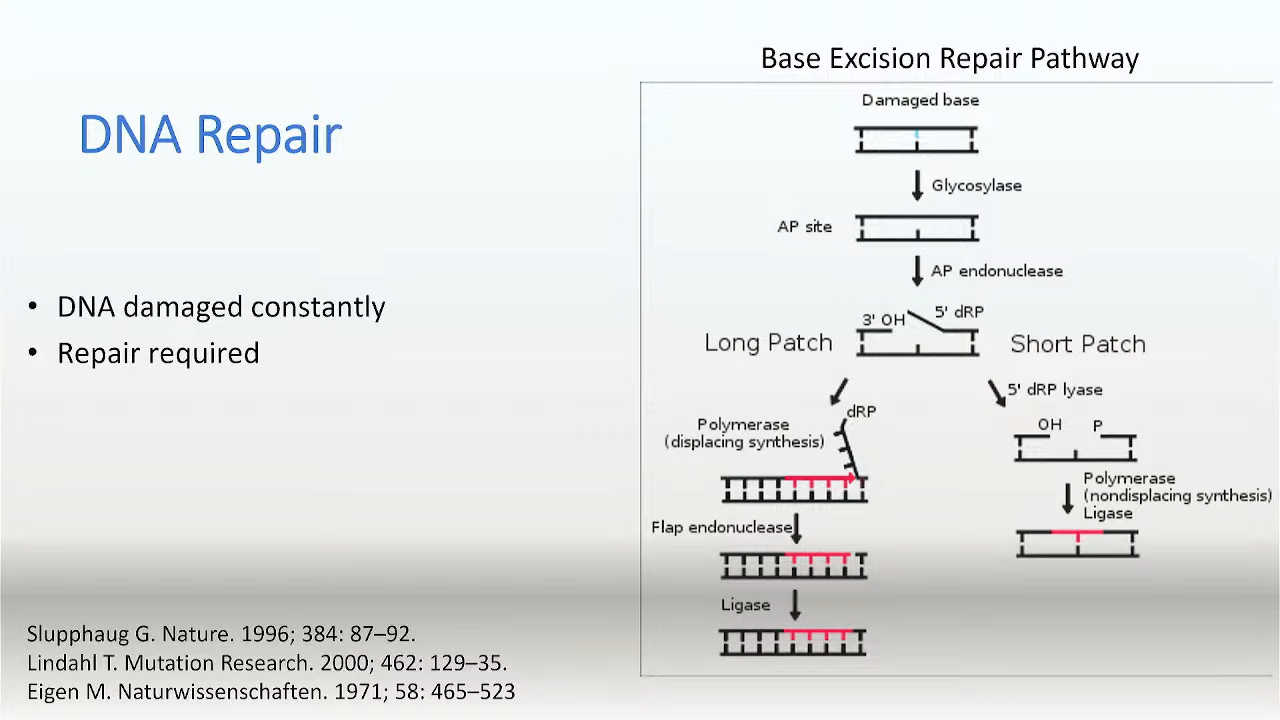 DNA Repair
• DNA damaged constantly
• Repair required
Slupphaug G. Nature. 1996; 384: 87–92.
Lindahl T. Mutation Research. 2000; 462: 129–35.
Eigen M. Naturwissenschaften. 1971; 58: 465–523
Base Excision Repair Pathway
Damaged base
Glycosylase
AP site
AP endonuclease
3' OH
5' dRP
Long Patch
Short Patch
5' dRP lyase
dRP
Polymerase
(displacing synthesis)
OH
P
Polymerase
(nondisplacing synthesis)
Ligase
Flap endonuclease
Ligase